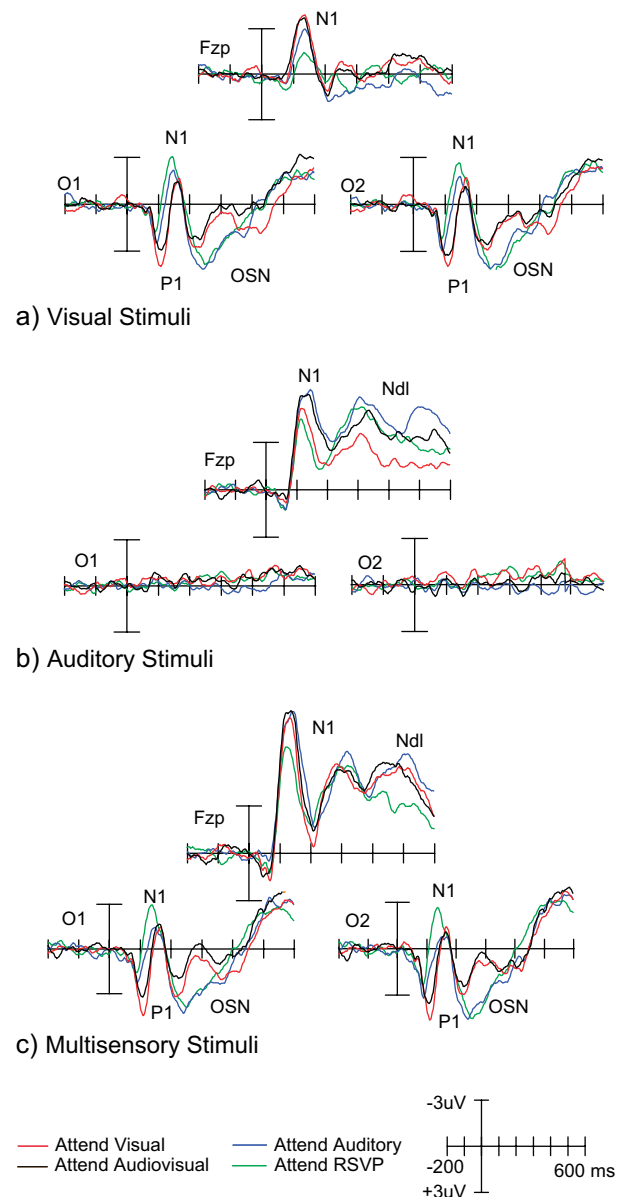 N1
Fzp
N1
N1
O1
O2
P1
OSN
P1
OSN
a) Visual Stimuli
N1
Ndl
Fzp
O1
O2
b) Auditory Stimuli
N1
Ndl
Fzp
N1
N1
O1
O2
P1
OSN
P1
OSN
c) Multisensory Stimuli
-3uV
Attend Visual
Attend Auditory
Attend Audiovisual
Attend RSVP
-200
600 ms
+3uV